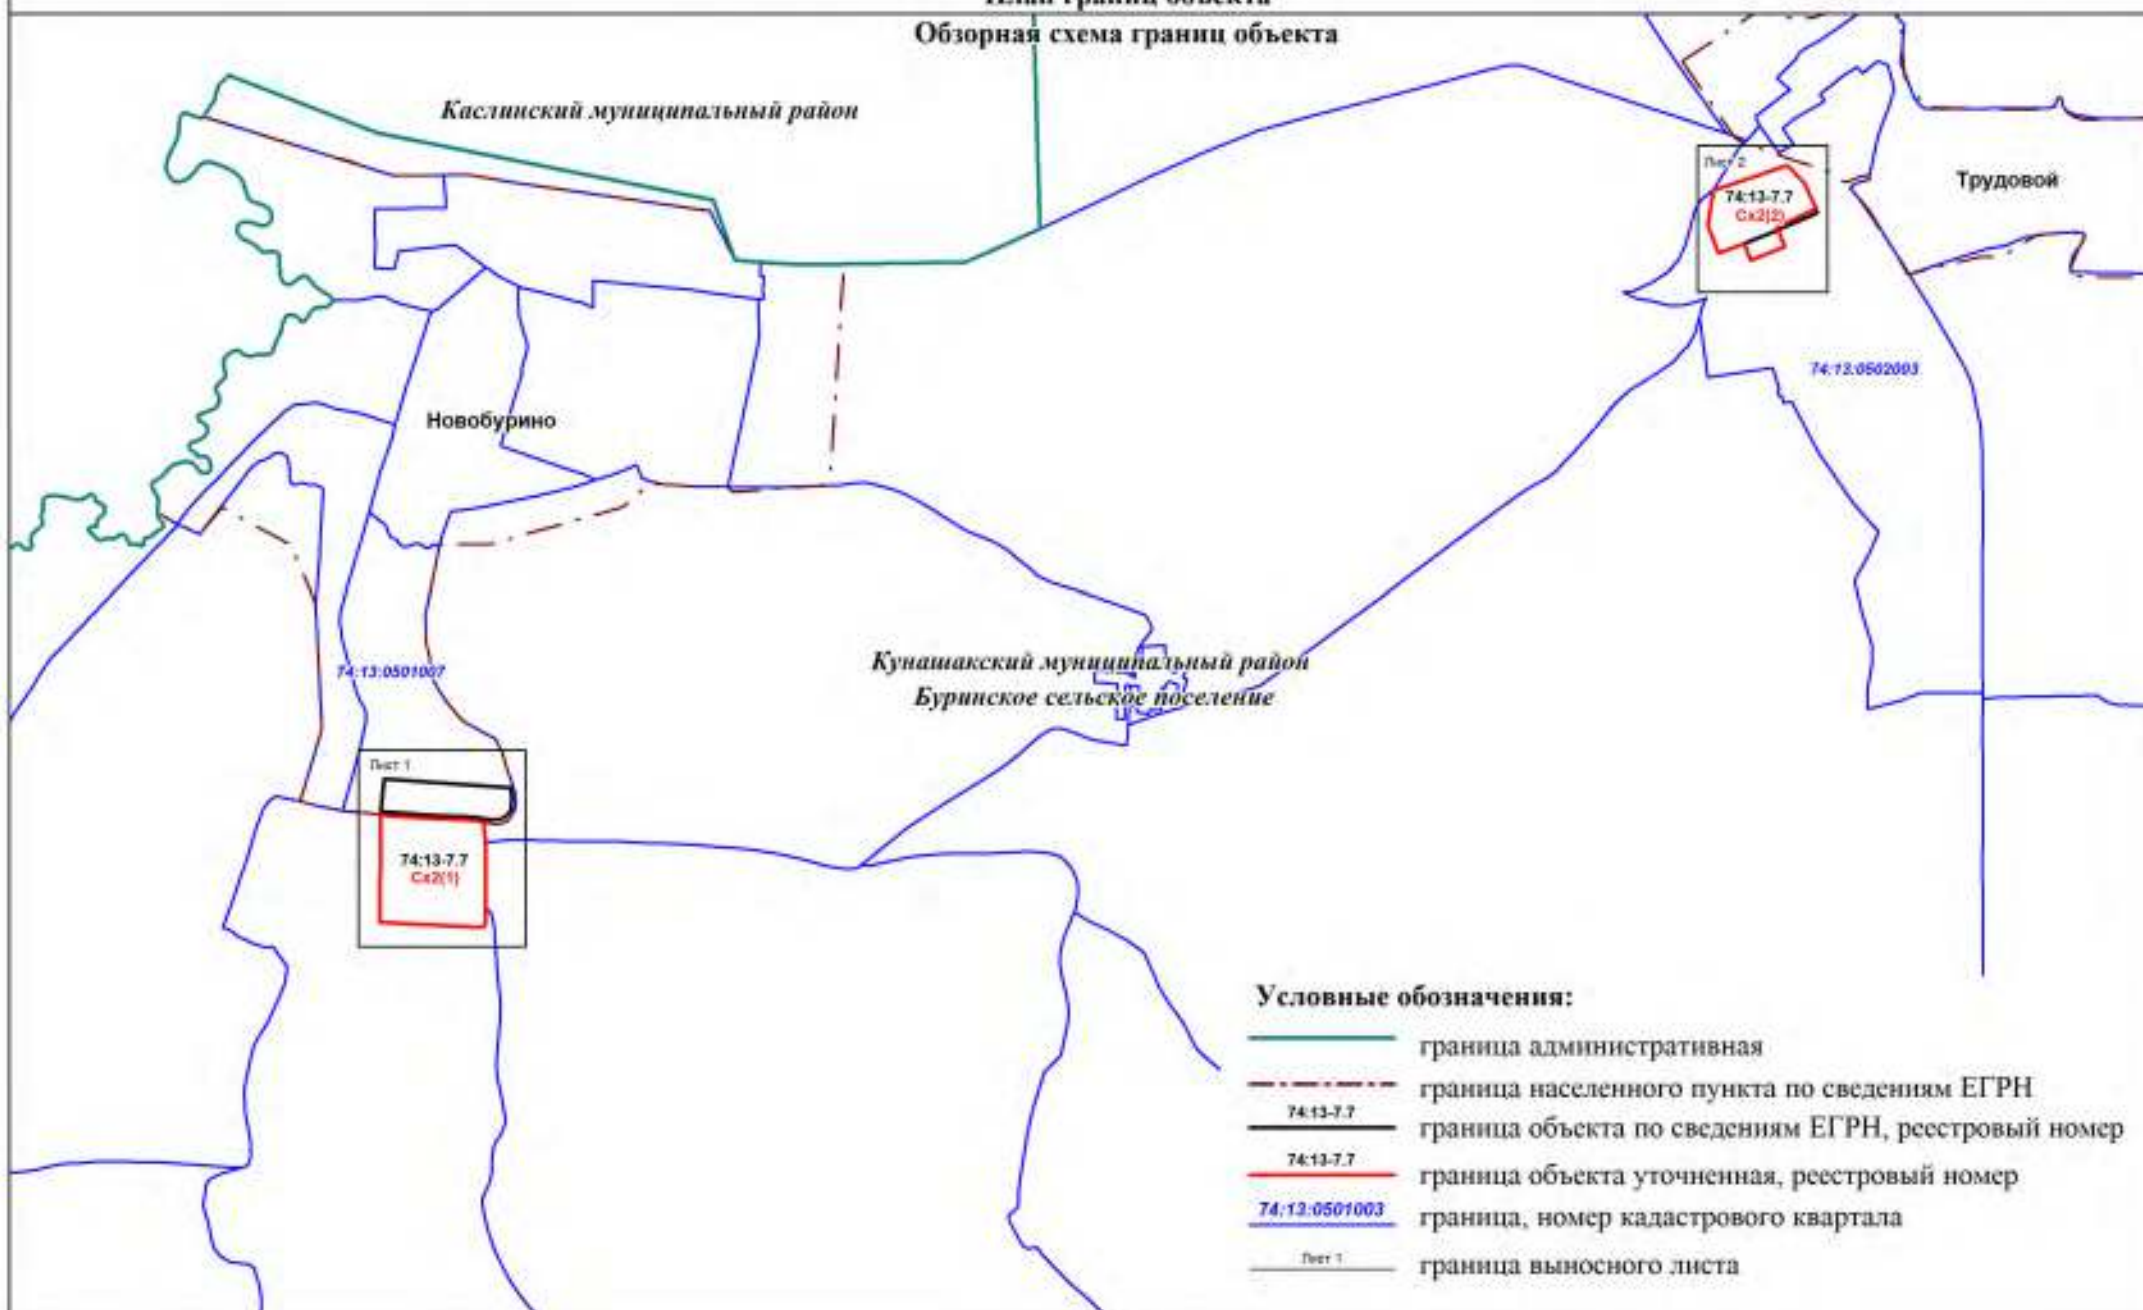 План границ объекта
Обзорная схема границ объекта
Каслинский муниципальный район
Лист 2
74:13-7.7
Сх2(2)
Трудовой
74:13:0502003
Новобурино
74:13:0501007
Кунашакский муниципальный район
Буринское сельское поселение
Лист 1
74:13-7.7
Сх2(1)
Условные обозначения:
граница административная
граница населенного пункта по сведениям ЕГРН
74:13-7.7
граница объекта по сведениям ЕГРН, реестровый номер
74:13-7.7
граница объекта уточненная, реестровый номер
74:13:0501003
граница, номер кадастрового квартала
Лист 1
граница выносного листа